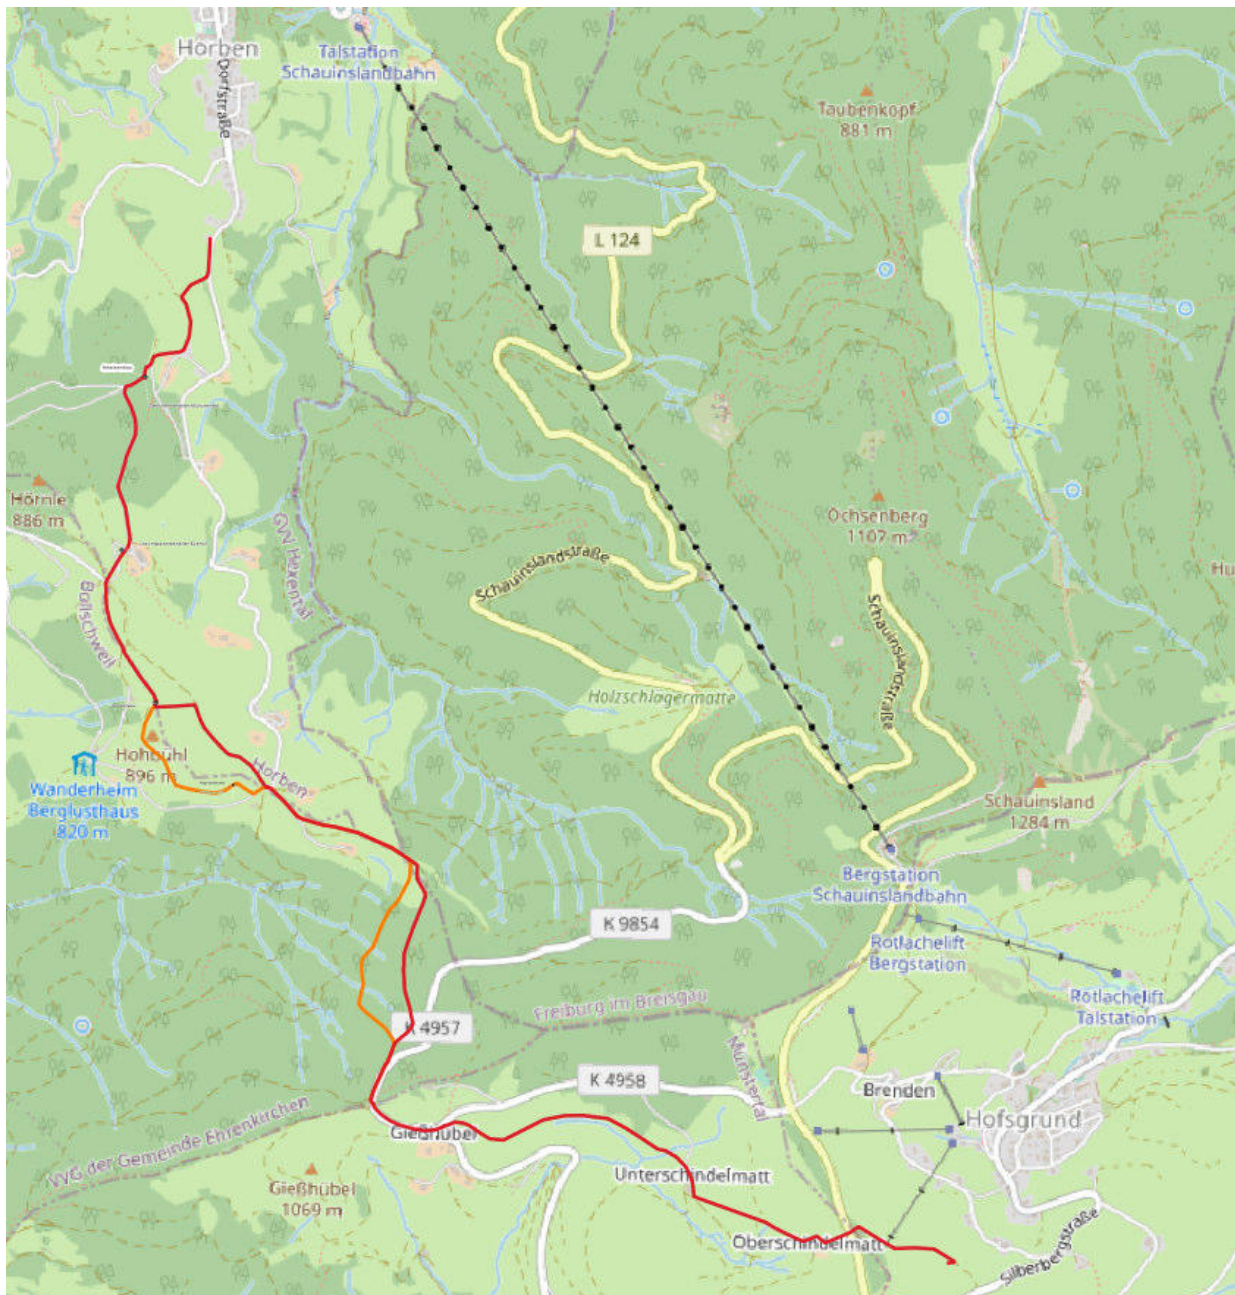 Horben
Dorfstraße
Talstation
Schauinslandbahn
Taubenkopf
881 m
L 124
Hörnle
886 m
GVV Hexental
Ochsenberg
1107 m
Hu
Schauinslandstraße
Schauinslandstraße
Bollschweil
Holzschlägermatte
Hohbühl
896 m
Horben
Wanderheim
Berglusthaus
820 m
Schauinsland
1284 m
Bergstation
Schauinslandbahn
K 9854
Rotlachelift
Bergstation
Rotlachelift
Talstation
Freiburg im Breisgau
K 4957
Münstertal
K 4958
Brenden
Hofsgrund
VVG der Gemeinde Ehrenkirchen
Gießhübel
Unterschindelmatt
Gießhübel
1069 m
Oberschindelmatt
Silberbergstraße